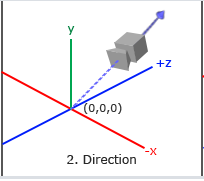 y
+z
(0,0,0)
-x
2. Direction